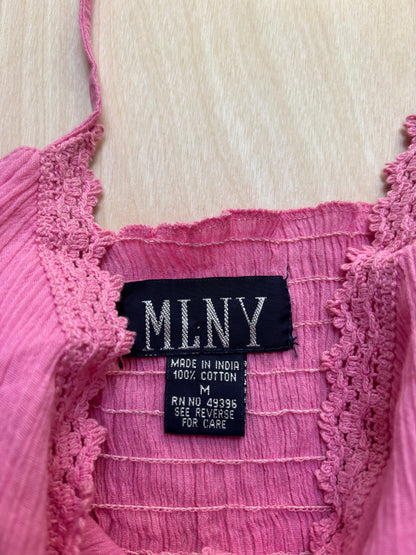 MLNY
MADE IN INDIA
100% COTTON
M
RN NO 49396
SEE REVERSE
FOR CARE